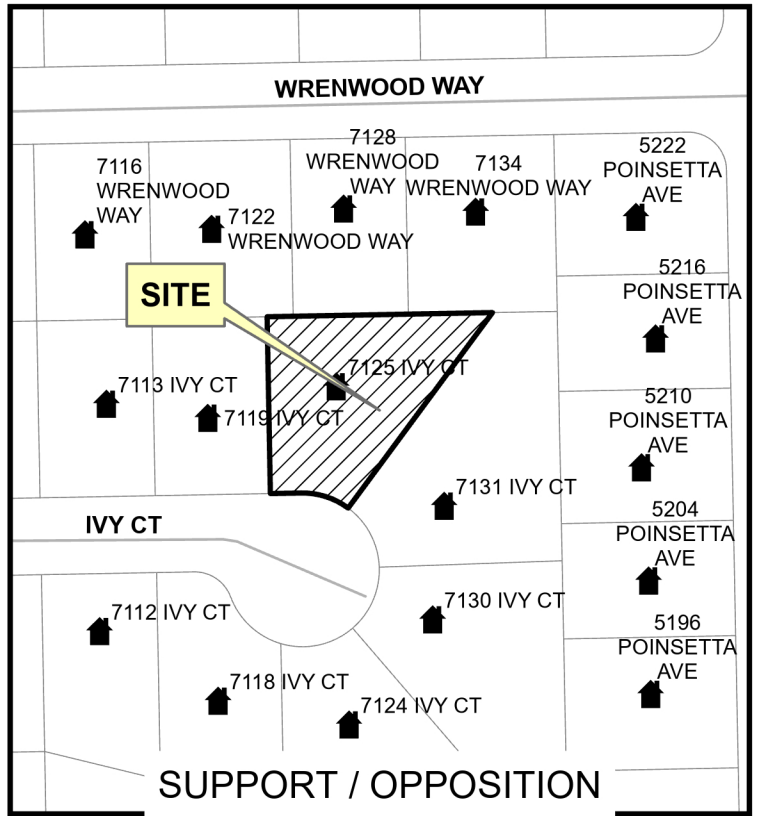 WRENWOOD WAY
7116
WRENWOOD
WAY
7122
WRENWOOD WAY
7128
WRENWOOD
WAY
7134
WRENWOOD WAY
5222
POINSETTA
AVE
5216
POINSETTA
AVE
SITE
7125 IVY CT
7113 IVY CT
7119 IVY CT
5210
POINSETTA
AVE
7131 IVY CT
IVY CT
5204
POINSETTA
AVE
7112 IVY CT
7130 IVY CT
5196
POINSETTA
AVE
7118 IVY CT
7124 IVY CT
SUPPORT / OPPOSITION